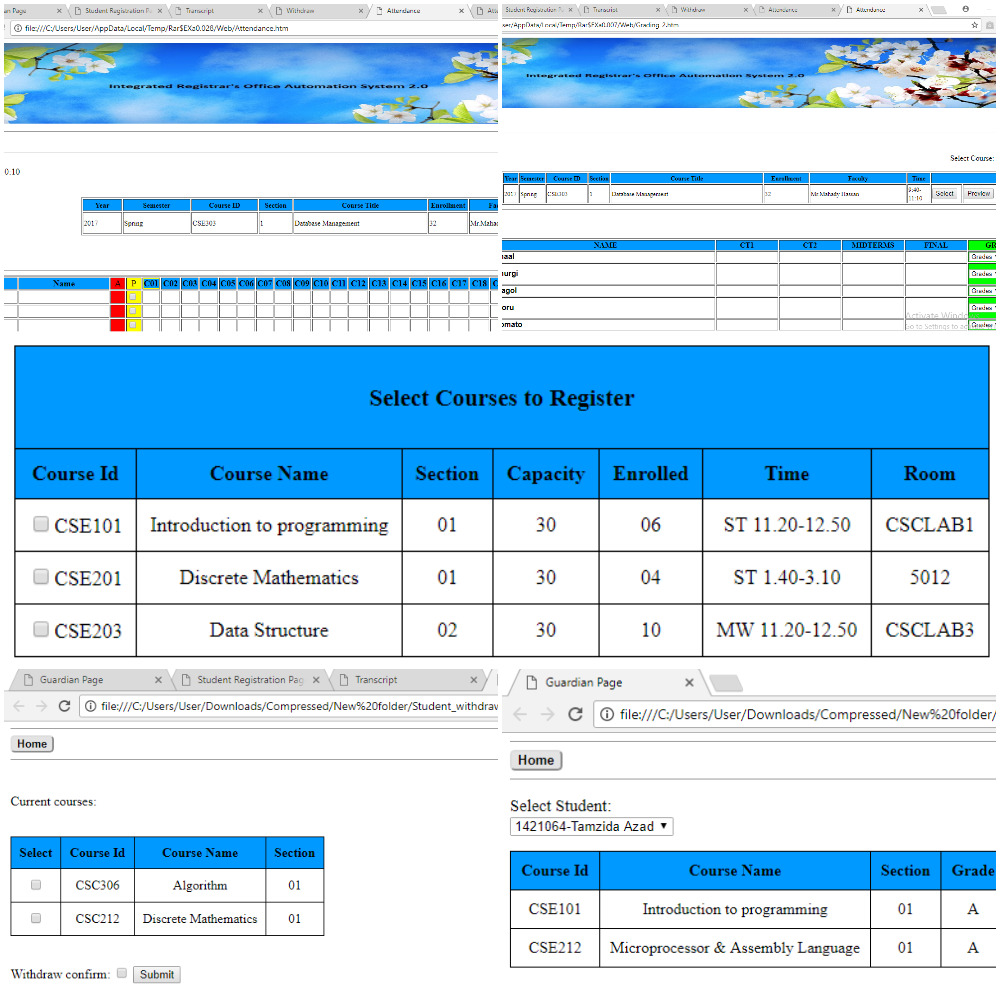 an Page Student Registration Pa Transcript Withdraw Attendance Att
file:///C:/Users/User/AppData/Local/Temp/Rar$EXa0.028/Web/Attendance.htm
Integrated Registrar's Office Automation System 2.0
0.10
Year Semester Course ID Section Course Title Enrollment Fa
2017 Spring CSE303 1 Database Management 32 Mr.Mahad
Name A P C01 C02 C03 C04 C05 C06 C07 C08 C09 C10 C11 C12 C13 C14 C15 C16 C17 C18 C
Student Registration Pa Transcript Withdraw Attendance Attendance
ser/AppData/Local/Temp/Rar$EXa0.007/Web/Grading-2.htm
Integrated Registrar's Office Automation System 2.0
Select Course:
Year Semester Course ID Section Course Title Enrollment Faculty Time
2017 Spring CSE303 1 Database Management 32 Mr.Mahady Hassan 9:40-11:10 Select Preview
NAME CT1 CT2 MIDTERMS FINAL GR
aal Grades
urgi Grades
agol Grades
oru Grades
omato Grades
Activate Windo
Go to Settings to ac
Select Courses to Register
Course Id Course Name Section Capacity Enrolled Time Room
CSE101 Introduction to programming 01 30 06 ST 11.20-12.50 CSCLAB1
CSE201 Discrete Mathematics 01 30 04 ST 1.40-3.10 5012
CSE203 Data Structure 02 30 10 MW 11.20-12.50 CSCLAB3
Guardian Page Student Registration Pag Transcript
file:///C:/Users/User/Downloads/Compressed/New%20folder/Student_withdraw
Home
Current courses:
Select Course Id Course Name Section
CSC306 Algorithm 01
CSC212 Discrete Mathematics 01
Withdraw confirm: Submit
Guardian Page
file:///C:/Users/User/Downloads/Compressed/New%20folder/
Home
Select Student:
1421064-Tamzida Azad
Course Id Course Name Section Grade
CSE101 Introduction to programming 01 A
CSE212 Microprocessor & Assembly Language 01 A